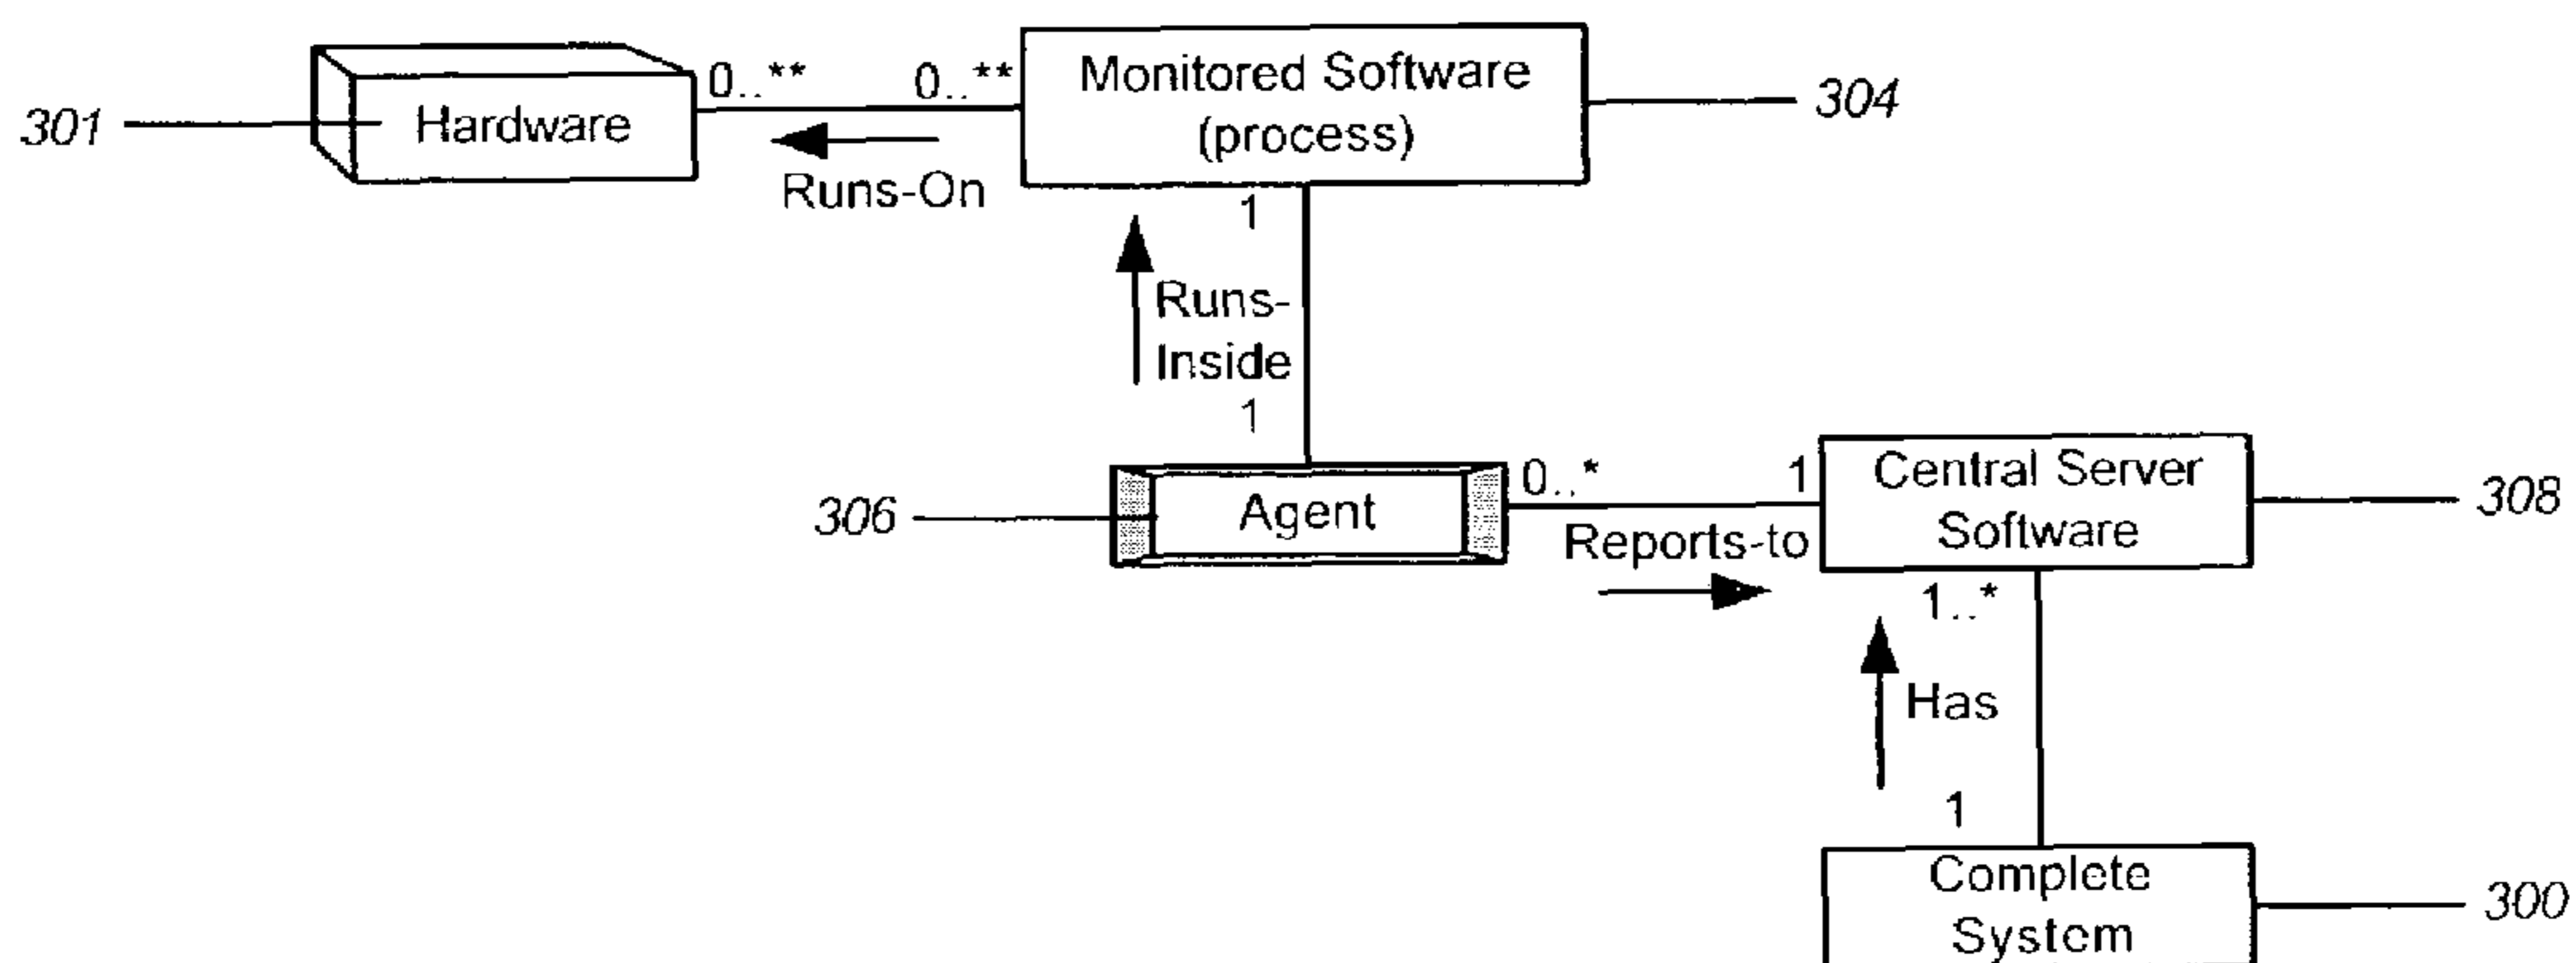 301
Hardware
0..**
0..**
Runs-On
Monitored Software
(process)
304
1
Runs-
Inside
1
306
Agent
0..*
1
Reports-to
Central Server
Software
308
1..*
Has
1
Complete
System
300